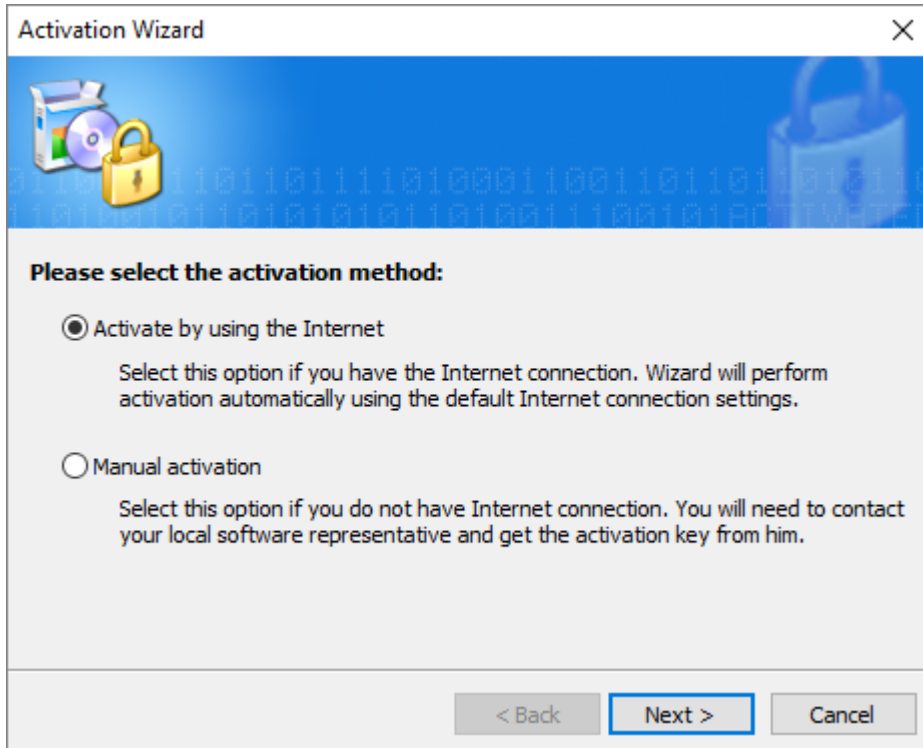 Activation Wizard
Please select the activation method:
Activate by using the Internet
Select this option if you have the Internet connection. Wizard will perform
activation automatically using the default Internet connection settings.
Manual activation
Select this option if you do not have Internet connection. You will need to contact
your local software representative and get the activation key from him.
< Back
Next >
Cancel